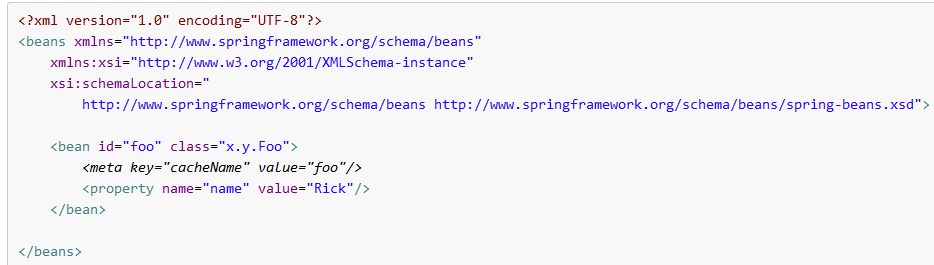 <?xml version="1.0" encoding="UTF-8"?>
<beans xmlns="http://www.springframework.org/schema/beans"
    xmlns:xsi="http://www.w3.org/2001/XMLSchema-instance"
    xsi:schemaLocation="
        http://www.springframework.org/schema/beans http://www.springframework.org/schema/beans/spring-beans.xsd">

    <bean id="foo" class="x.y.Foo">
        <meta key="cacheName" value="foo"/>
        <property name="name" value="Rick"/>
    </bean>

</beans>